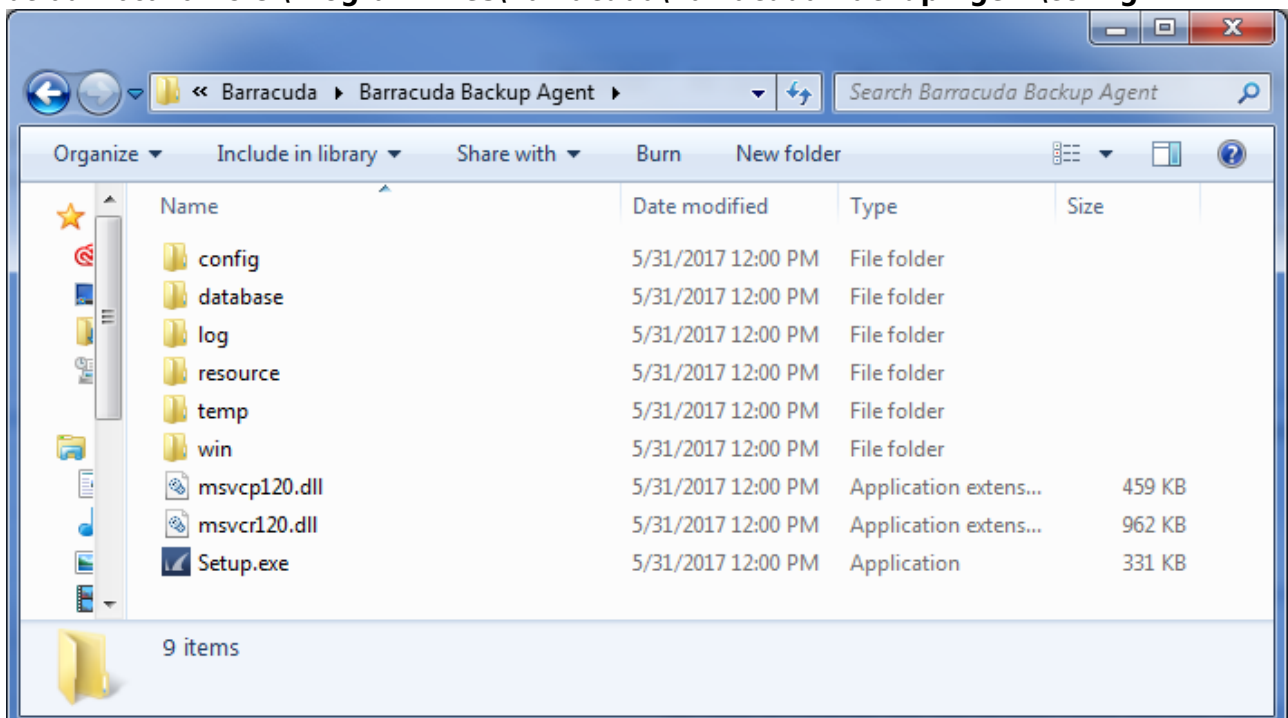 « Barracuda ▸ Barracuda Backup Agent ▸ Search Barracuda Backup Agent
Organize Include in library Share with Burn New folder
Name Date modified Type Size
config 5/31/2017 12:00 PM File folder
database 5/31/2017 12:00 PM File folder
log 5/31/2017 12:00 PM File folder
resource 5/31/2017 12:00 PM File folder
temp 5/31/2017 12:00 PM File folder
win 5/31/2017 12:00 PM File folder
msvcp120.dll 5/31/2017 12:00 PM Application extens... 459 KB
msvcr120.dll 5/31/2017 12:00 PM Application extens... 962 KB
Setup.exe 5/31/2017 12:00 PM Application 331 KB
9 items